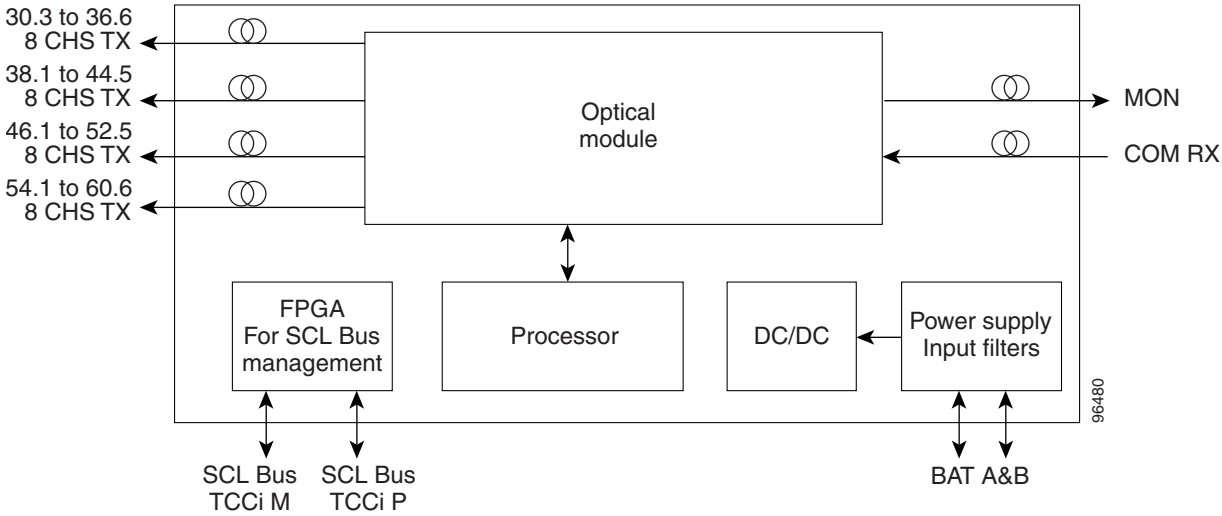 30.3 to 36.6
8 CHS TX
38.1 to 44.5
8 CHS TX
46.1 to 52.5
8 CHS TX
54.1 to 60.6
8 CHS TX
Optical
module
MON
COM RX
FPGA
For SCL Bus
management
Processor
DC/DC
Power supply
Input filters
96480
SCL Bus
TCCi M
SCL Bus
TCCi P
BAT A&B